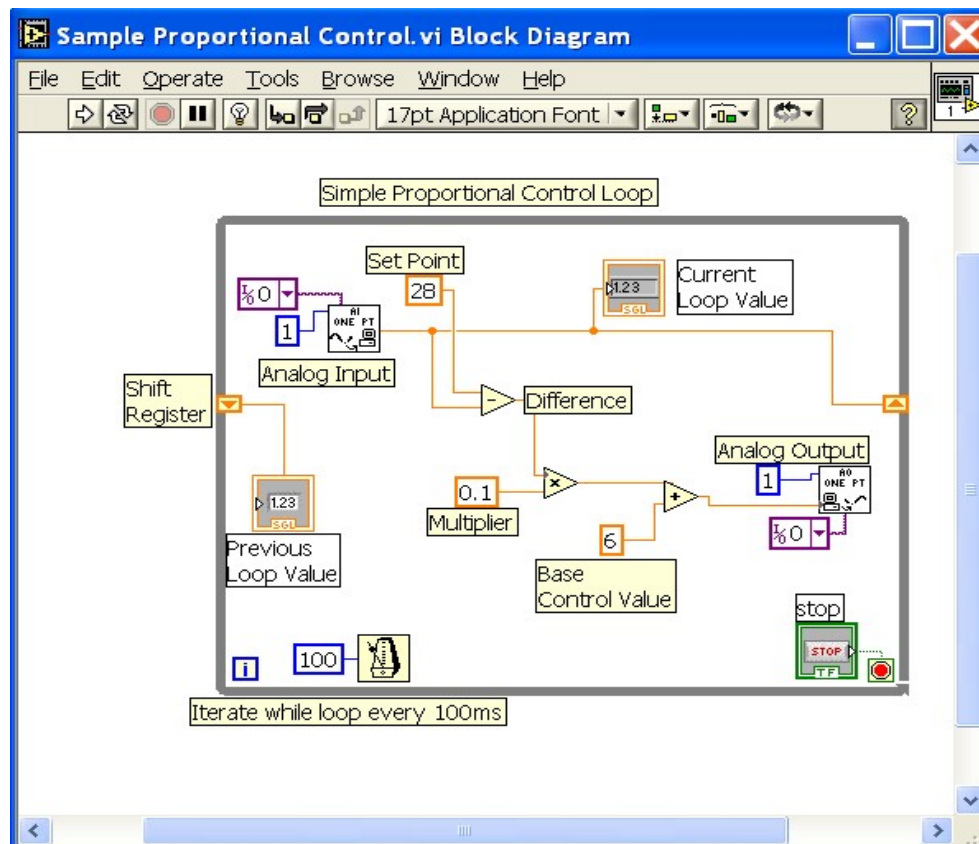 Sample Proportional Control.vi Block Diagram
File Edit Operate Tools Browse Window Help
17pt Application Font
?
1
Simple Proportional Control Loop
Set Point
28
I/O
1
AI
ONE PT
Analog Input
1.23
SGL
Current
Loop Value
Shift
Register
-
Difference
1.23
SGL
Previous
Loop Value
0.1
Multiplier
x
+
6
Base
Control Value
Analog Output
1
AO
ONE PT
I/O
stop
STOP
TF
i
100
Iterate while loop every 100ms